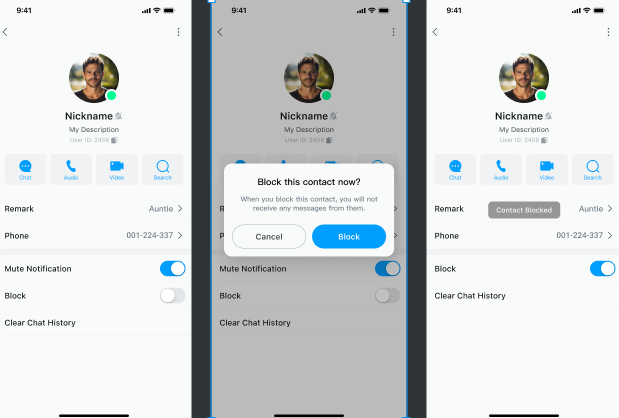 9:41
Nickname
My Description
User ID: 2456
Chat
Audio
Video
Search
Remark
Auntie
Phone
001-224-337
Mute Notification
Block
Clear Chat History
9:41
Nickname
My Description
User ID: 2456
Block this contact now?
When you block this contact, you will not
receive any messages from them.
Cancel
Block
Mute Notification
Block
Clear Chat History
9:41
Nickname
My Description
User ID: 2456
Chat
Audio
Video
Search
Remark
Contact Blocked
Auntie
Phone
001-224-337
Block
Clear Chat History